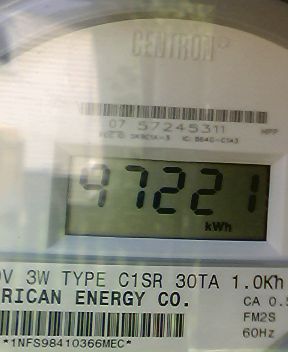 CENTRON
07 57245311
97221
kWh
0V 3W TYPE C1SR 30TA 1.0Kh
RICAN ENERGY CO.
CA 0.5
FM2S
60Hz
*1NFS98410366MEC*